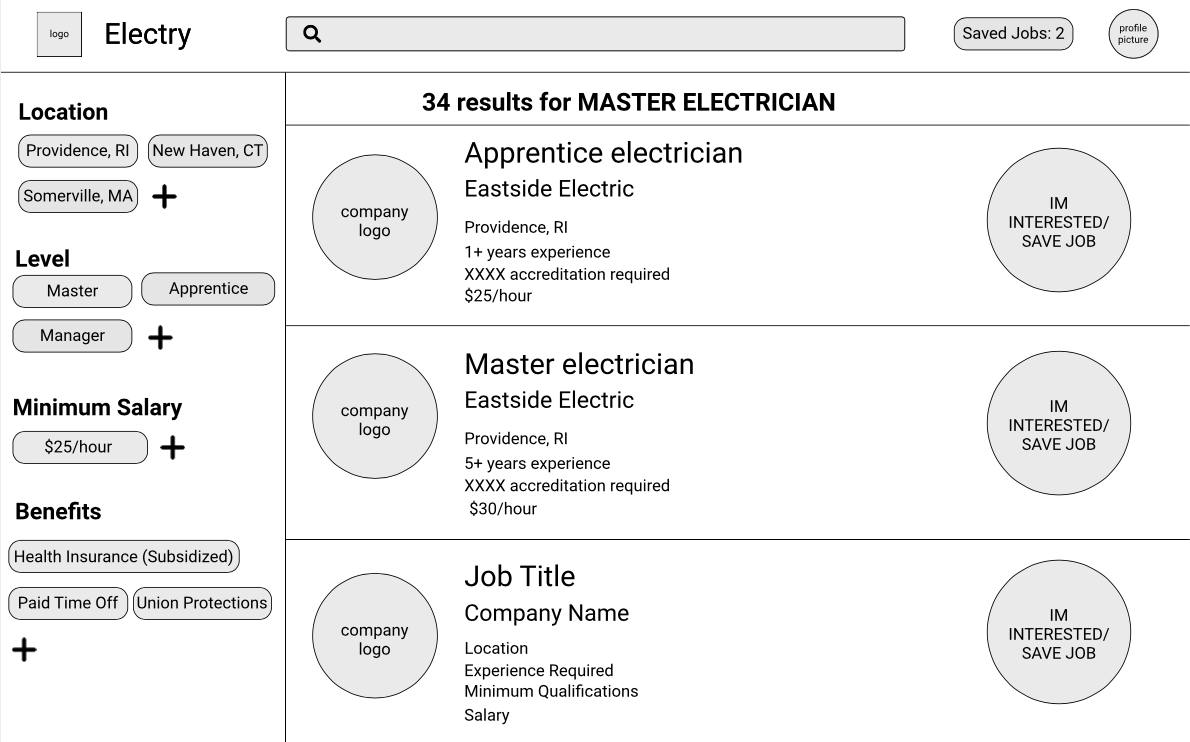 logo
Electry
Saved Jobs: 2
profile
picture
Location
Providence, RI
New Haven, CT
Somerville, MA
Level
Master
Apprentice
Manager
Minimum Salary
$25/hour
Benefits
Health Insurance (Subsidized)
Paid Time Off
Union Protections
34 results for MASTER ELECTRICIAN
company
logo
Apprentice electrician
Eastside Electric
Providence, RI
1+ years experience
XXXX accreditation required
$25/hour
IM
INTERESTED/
SAVE JOB
company
logo
Master electrician
Eastside Electric
Providence, RI
5+ years experience
XXXX accreditation required
$30/hour
IM
INTERESTED/
SAVE JOB
company
logo
Job Title
Company Name
Location
Experience Required
Minimum Qualifications
Salary
IM
INTERESTED/
SAVE JOB